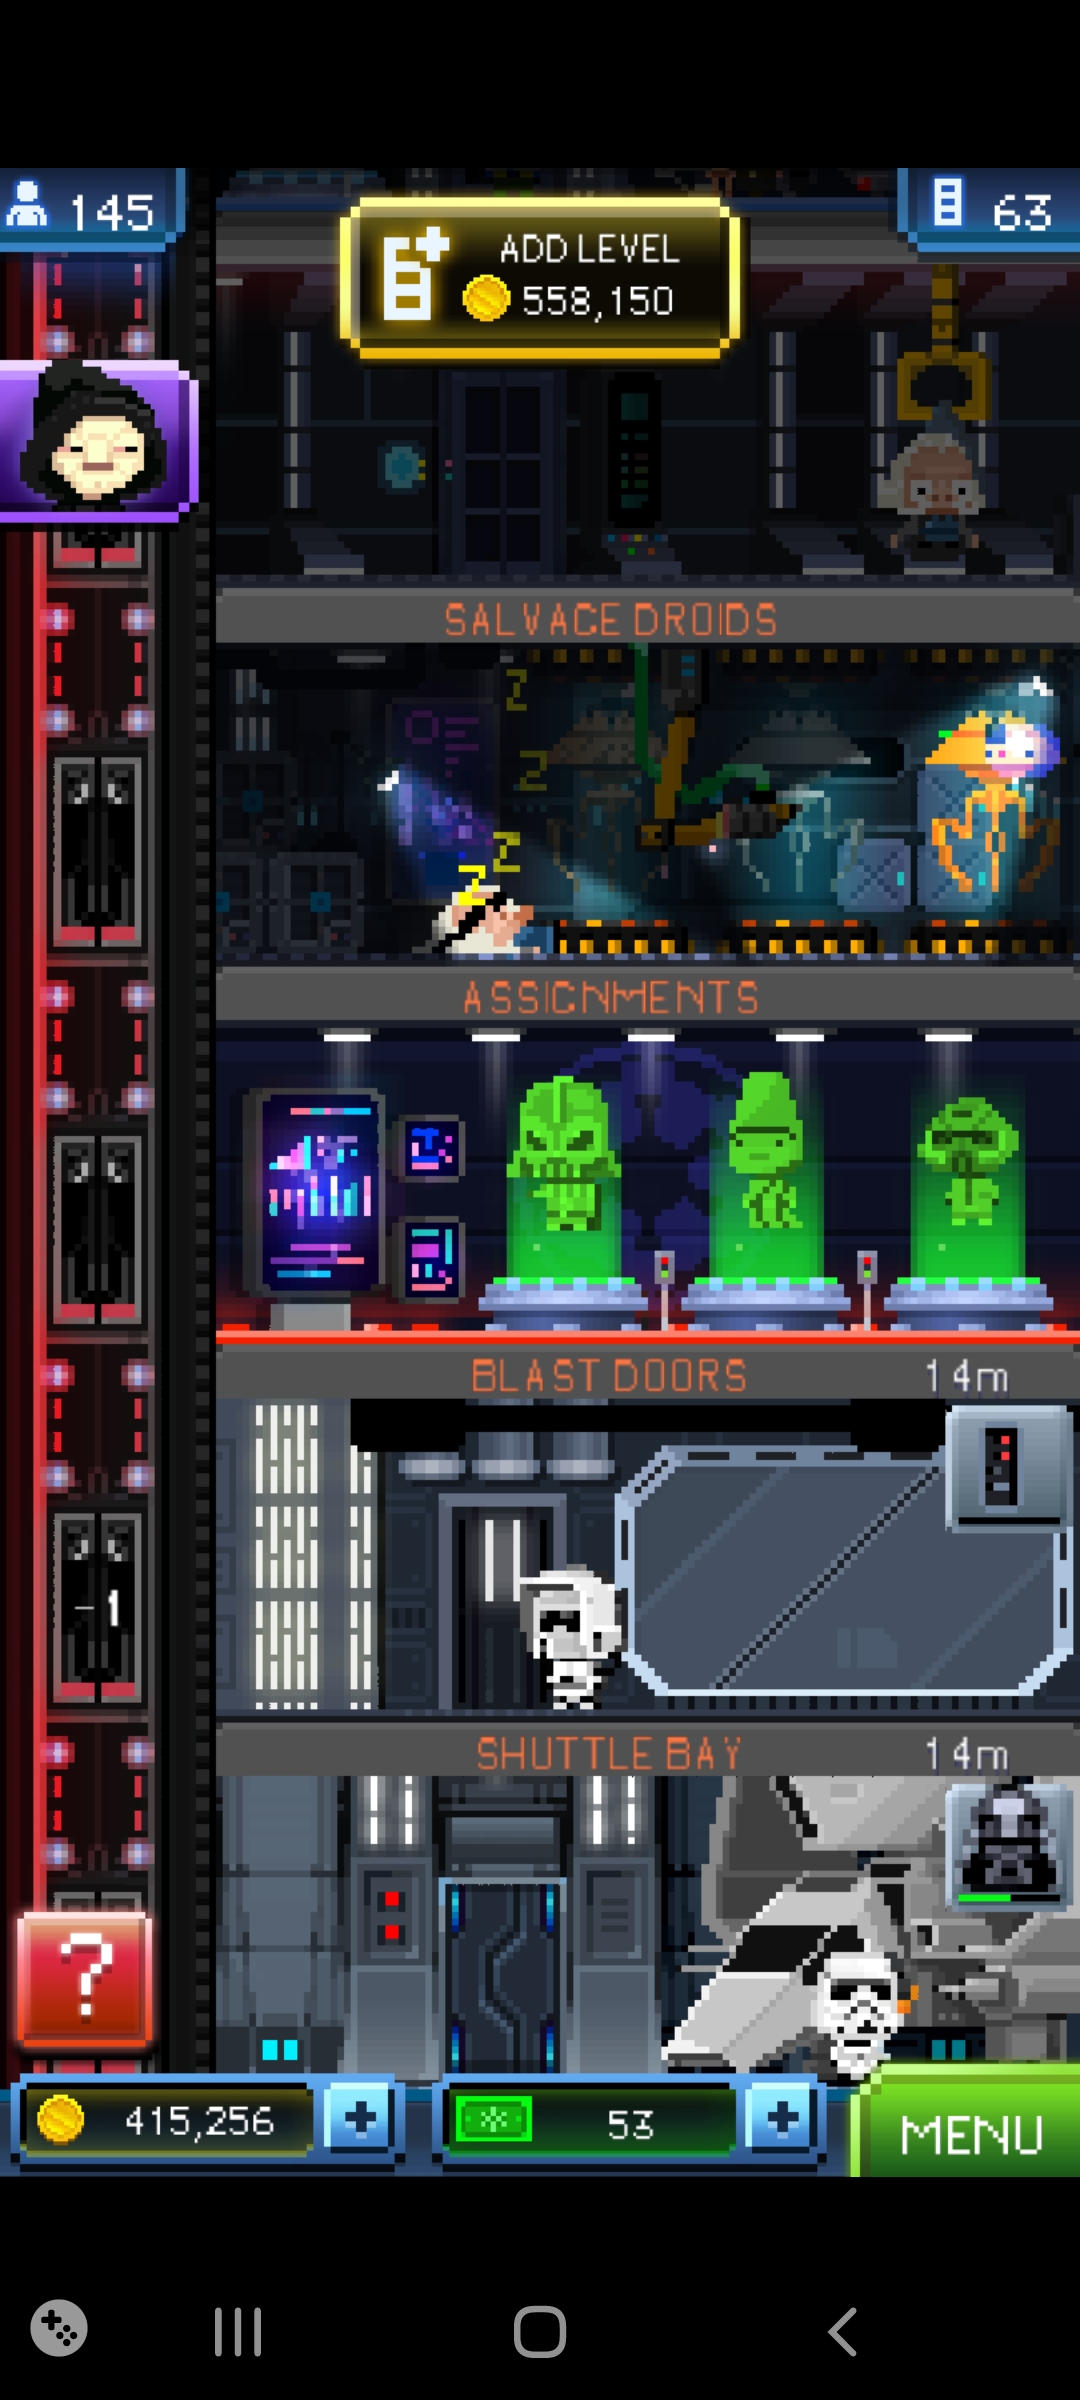 145
63
ADD LEVEL
558,150
SALVAGE DROIDS
Z
Z
Z
Z
ASSIGNMENTS
BLAST DOORS 14m
-1
SHUTTLE BAY 14m
?
415,256
53
MENU